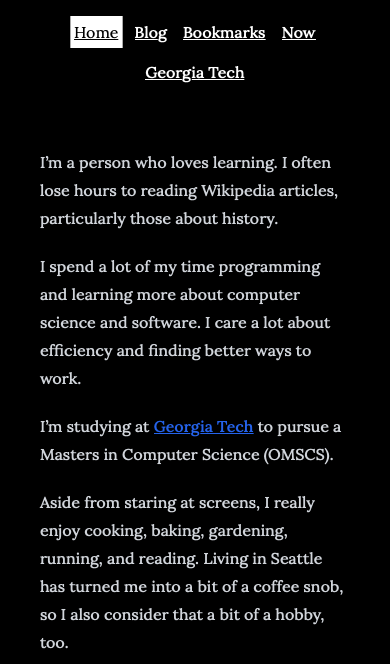 Home Blog Bookmarks Now
Georgia Tech
I'm a person who loves learning. I often
lose hours to reading Wikipedia articles,
particularly those about history.
I spend a lot of my time programming
and learning more about computer
science and software. I care a lot about
efficiency and finding better ways to
work.
I'm studying at Georgia Tech to pursue a
Masters in Computer Science (OMSCS).
Aside from staring at screens, I really
enjoy cooking, baking, gardening,
running, and reading. Living in Seattle
has turned me into a bit of a coffee snob,
so I also consider that a bit of a hobby,
too.